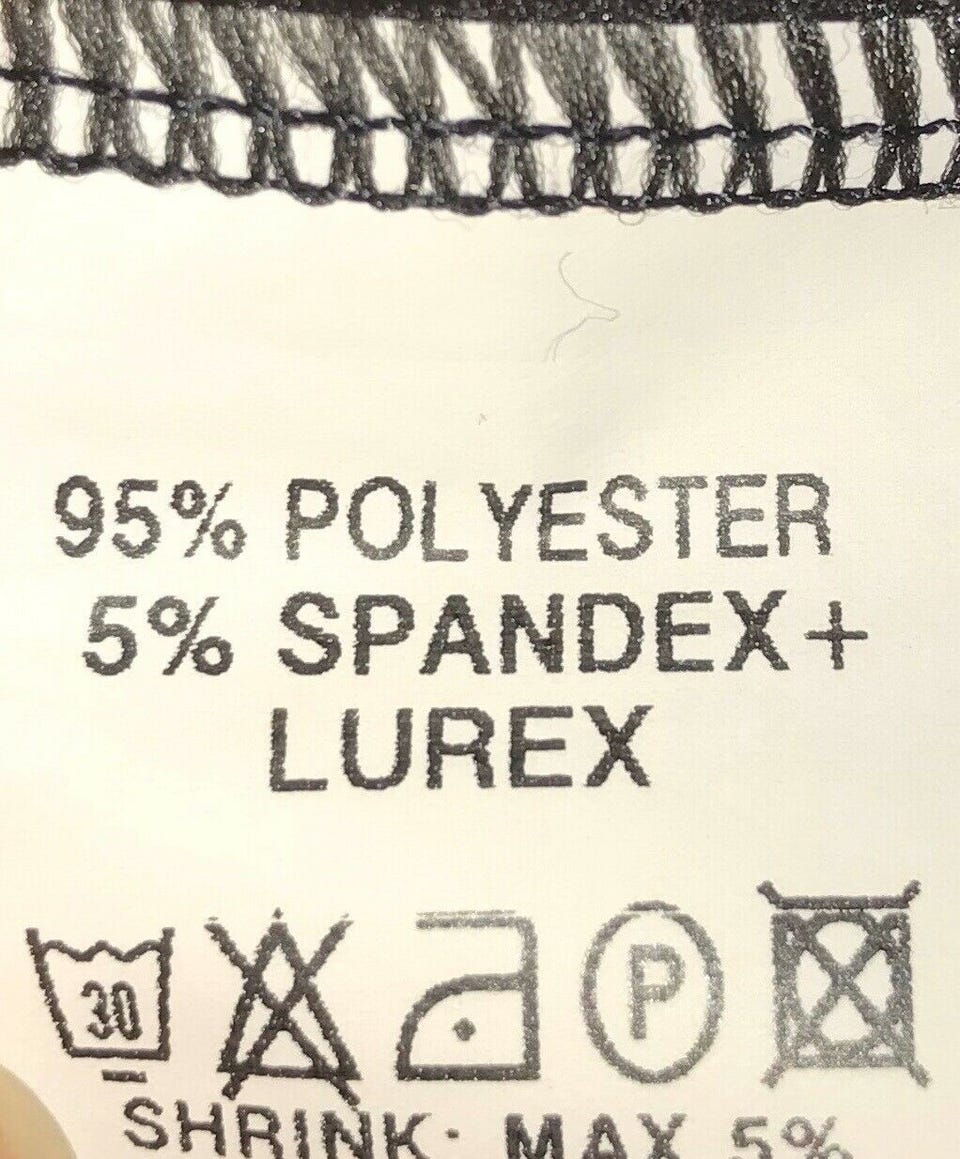 95% POLYESTER
5% SPANDEX+
LUREX
30 P
SHRINK: MAX 5%